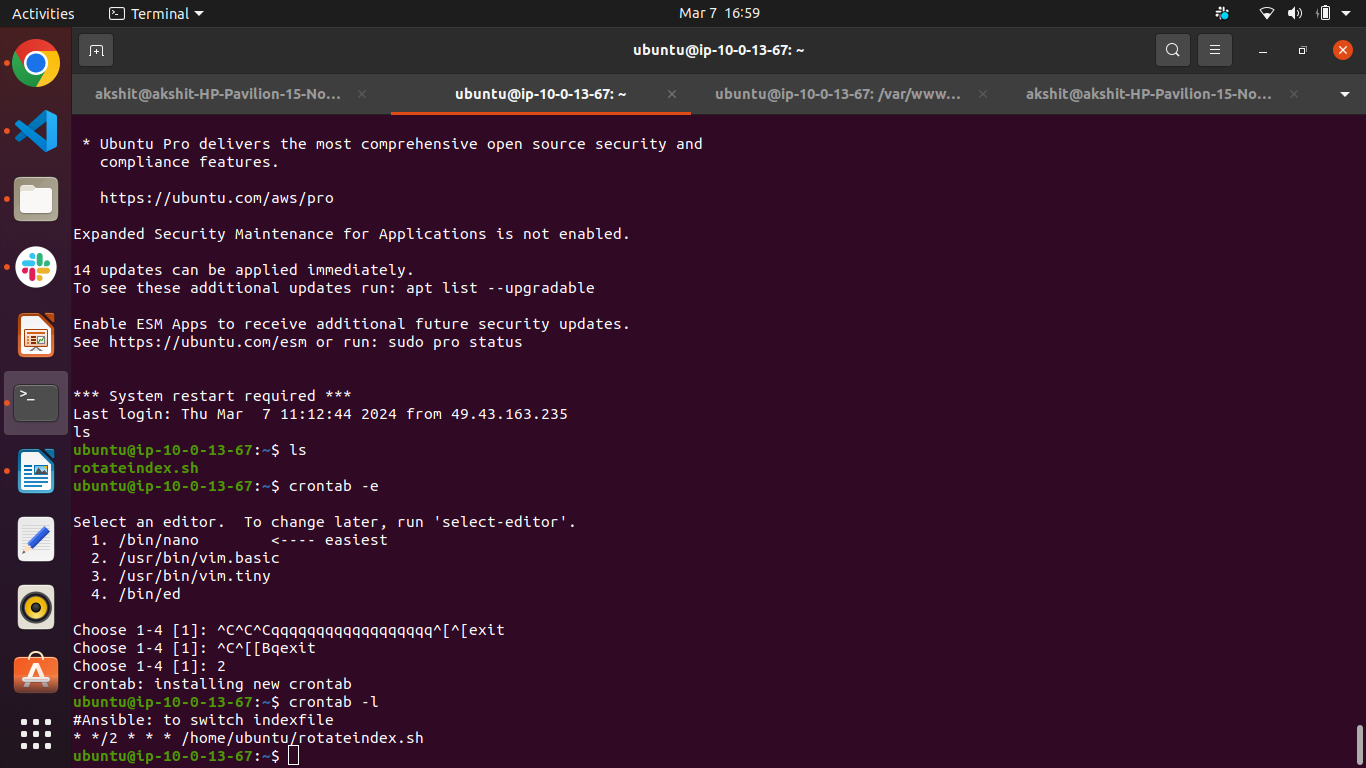 Activities
Terminal
Mar 7 16:59
ubuntu@ip-10-0-13-67: ~
akshit@akshit-HP-Pavilion-15-No...
ubuntu@ip-10-0-13-67: ~
ubuntu@ip-10-0-13-67: /var/www...
akshit@akshit-HP-Pavilion-15-No...
* Ubuntu Pro delivers the most comprehensive open source security and
compliance features.
https://ubuntu.com/aws/pro
Expanded Security Maintenance for Applications is not enabled.
14 updates can be applied immediately.
To see these additional updates run: apt list --upgradable
Enable ESM Apps to receive additional future security updates.
See https://ubuntu.com/esm or run: sudo pro status
*** System restart required ***
Last login: Thu Mar  7 11:12:44 2024 from 49.43.163.235
ls
ubuntu@ip-10-0-13-67:~$ ls
rotateindex.sh
ubuntu@ip-10-0-13-67:~$ crontab -e
Select an editor.  To change later, run 'select-editor'.
1. /bin/nano        <---- easiest
2. /usr/bin/vim.basic
3. /usr/bin/vim.tiny
4. /bin/ed
Choose 1-4 [1]: ^C^C^Cqqqqqqqqqqqqqqqqqq^[^[exit
Choose 1-4 [1]: ^C^[[Bqexit
Choose 1-4 [1]: 2
crontab: installing new crontab
ubuntu@ip-10-0-13-67:~$ crontab -l
#Ansible: to switch indexfile
* */2 * * * /home/ubuntu/rotateindex.sh
ubuntu@ip-10-0-13-67:~$